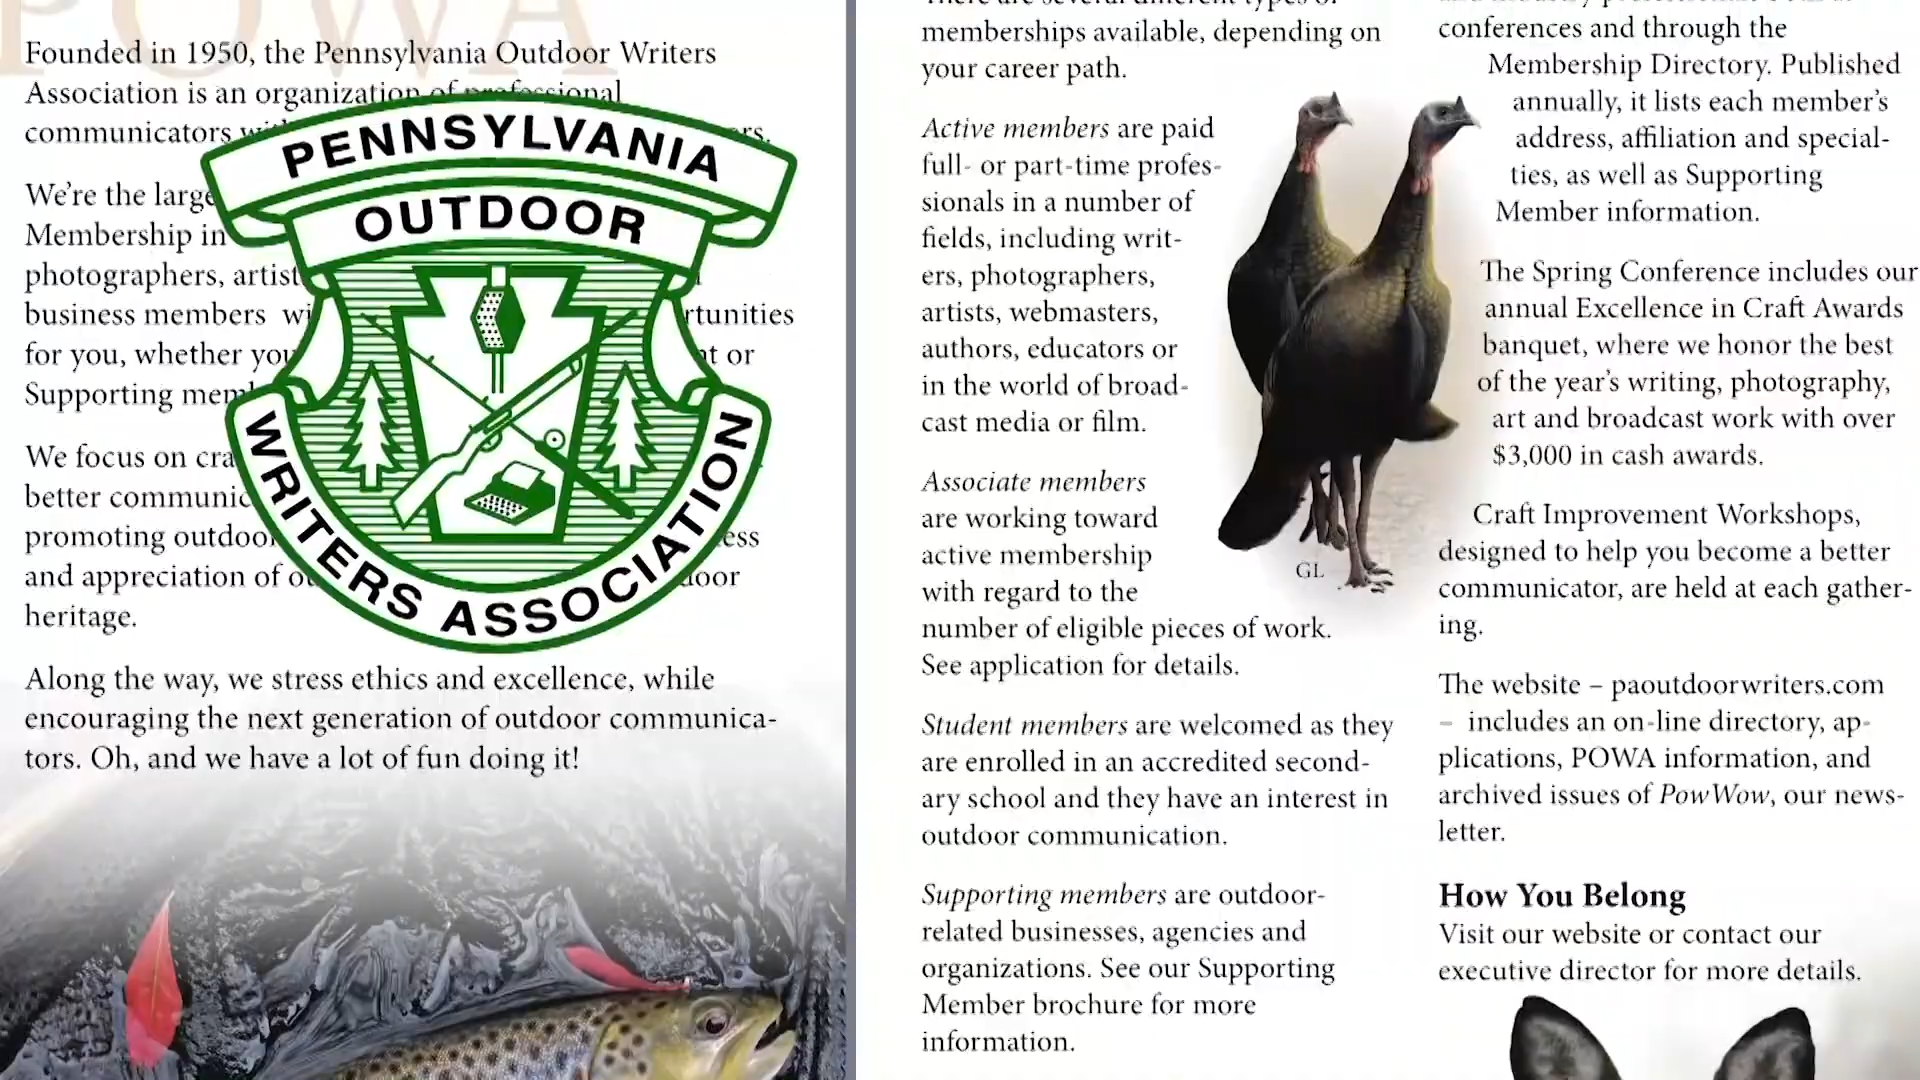 POWA
Founded in 1950, the Pennsylvania Outdoor Writers
Association is an organization of professional
communicators
We're the large
Membership in
photographers, artist
business members wi rtunities
for you, whether you or
Supporting mem
We focus on cra
better communic
promoting outdoor ess
and appreciation of door
heritage.
Along the way, we stress ethics and excellence, while
encouraging the next generation of outdoor communica-
tors. Oh, and we have a lot of fun doing it!
PENNSYLVANIA
OUTDOOR
WRITERS ASSOCIATION
There are several different types of
memberships available, depending on
your career path.
Active members are paid
full- or part-time profes-
sionals in a number of
fields, including writ-
ers, photographers,
artists, webmasters,
authors, educators or
in the world of broad-
cast media or film.
Associate members
are working toward
active membership
with regard to the
number of eligible pieces of work.
See application for details.
Student members are welcomed as they
are enrolled in an accredited second-
ary school and they have an interest in
outdoor communication.
Supporting members are outdoor-
related businesses, agencies and
organizations. See our Supporting
Member brochure for more
information.
GL
conferences and through the
Membership Directory. Published
annually, it lists each member's
address, affiliation and special-
ties, as well as Supporting
Member information.
The Spring Conference includes our
annual Excellence in Craft Awards
banquet, where we honor the best
of the year's writing, photography,
art and broadcast work with over
$3,000 in cash awards.
Craft Improvement Workshops,
designed to help you become a better
communicator, are held at each gather-
ing.
The website – paoutdoorwriters.com
– includes an on-line directory, ap-
plications, POWA information, and
archived issues of PowWow, our news-
letter.
How You Belong
Visit our website or contact our
executive director for more details.